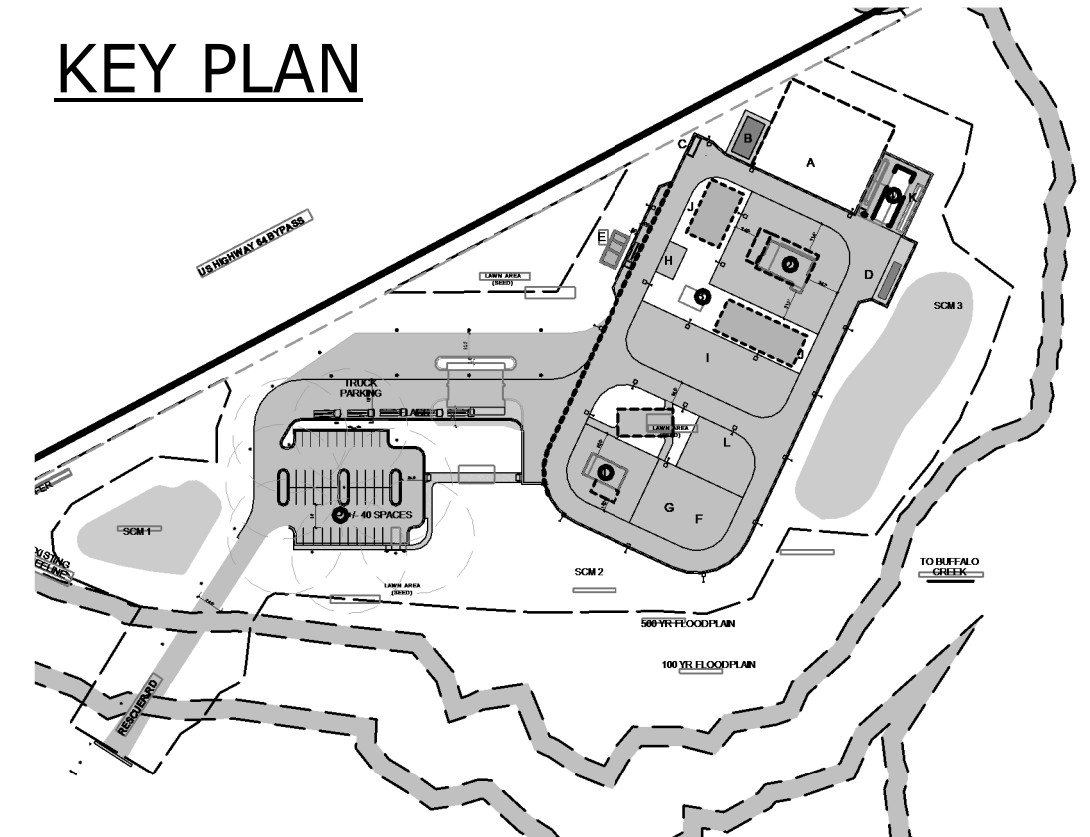 KEY PLAN
B
C
A
K
J
US HIGHWAY 64 BYPASS
E
H
D
LAWN AREA
(SEED)
SCM 3
I
TRUCK
PARKING
CLASS
LAWN AREA
(SEED)
L
G
F
+/- 40 SPACES
SCM 1
SCM 2
TO BUFFALO
CREEK
LAWN AREA
(SEED)
500 YR FLOODPLAIN
100 YR FLOODPLAIN
RESCUE RD